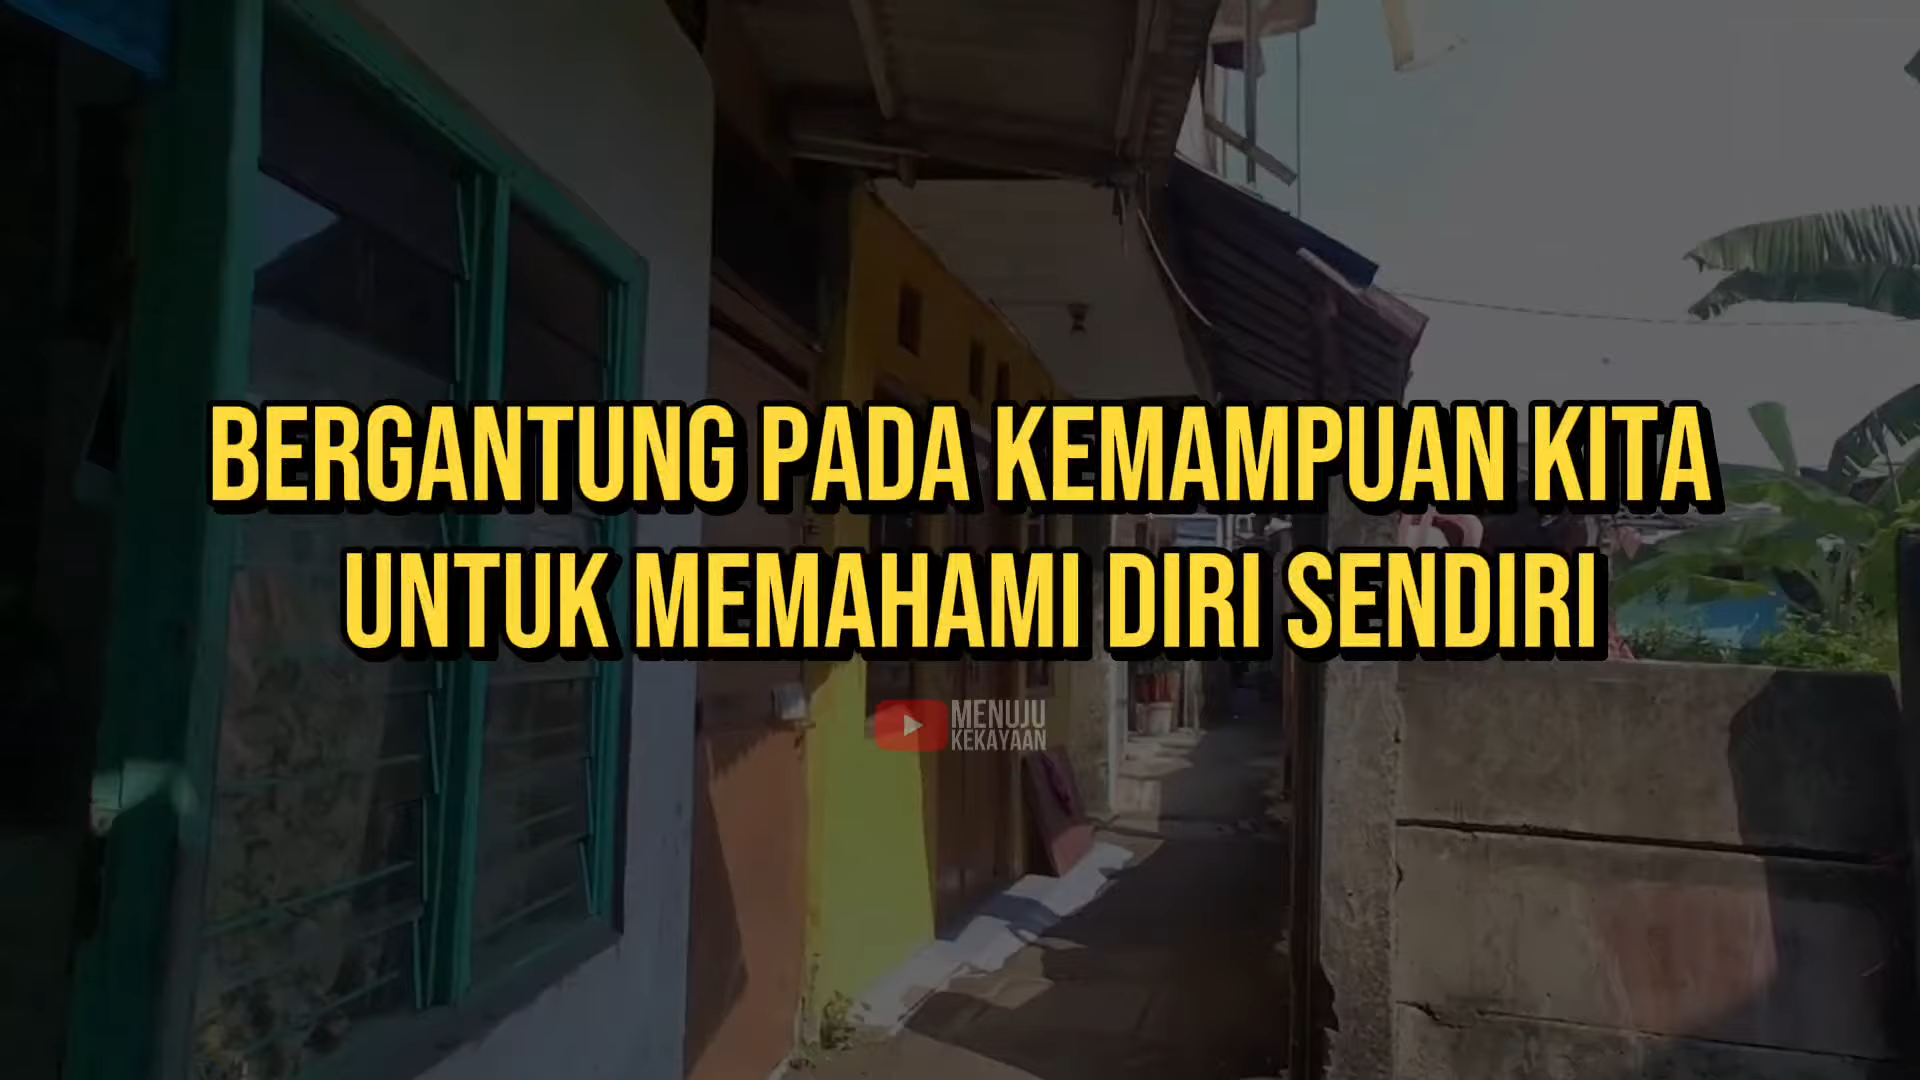 BERGANTUNG PADA KEMAMPUAN KITA
UNTUK MEMAHAMI DIRI SENDIRI
MENUJU
KEKAYAAN